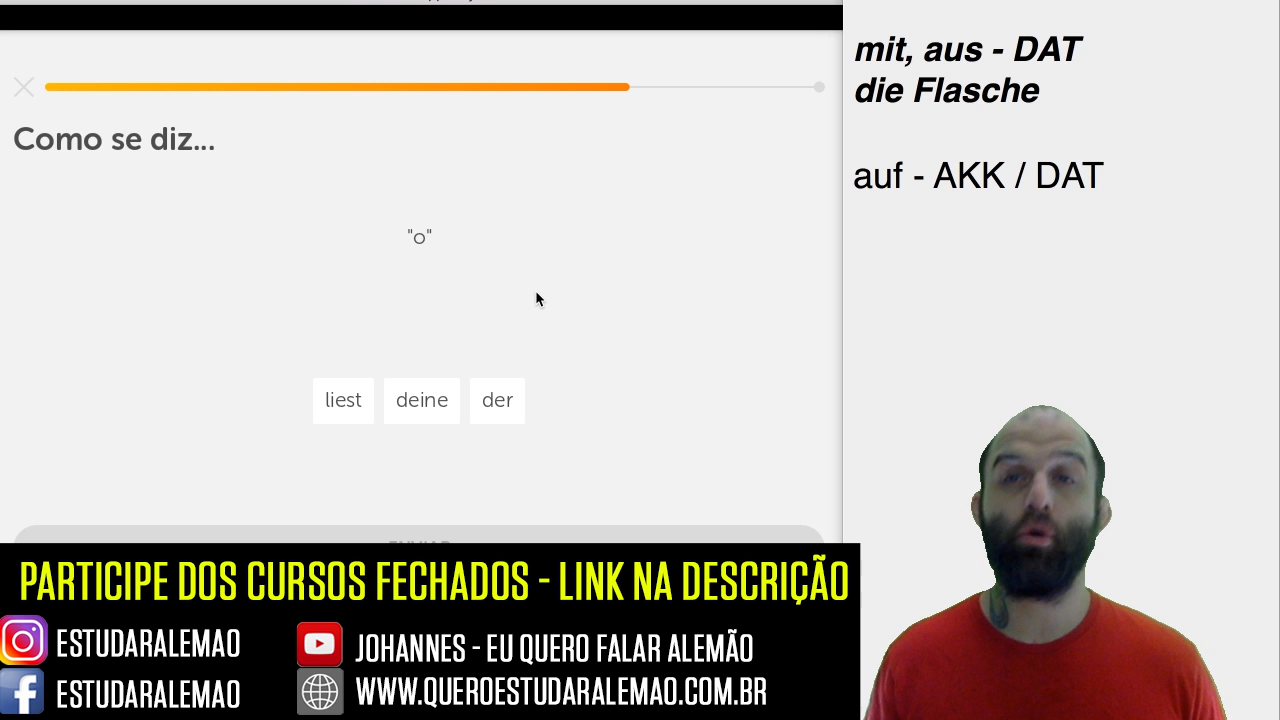 Como se diz...
"o"
liest deine der
mit, aus - DAT
die Flasche
auf - AKK / DAT
PARTICIPE DOS CURSOS FECHADOS - LINK NA DESCRIÇÃO
ESTUDARALEMAO
JOHANNES - EU QUERO FALAR ALEMÃO
ESTUDARALEMAO
WWW.QUEROESTUDARALEMAO.COM.BR